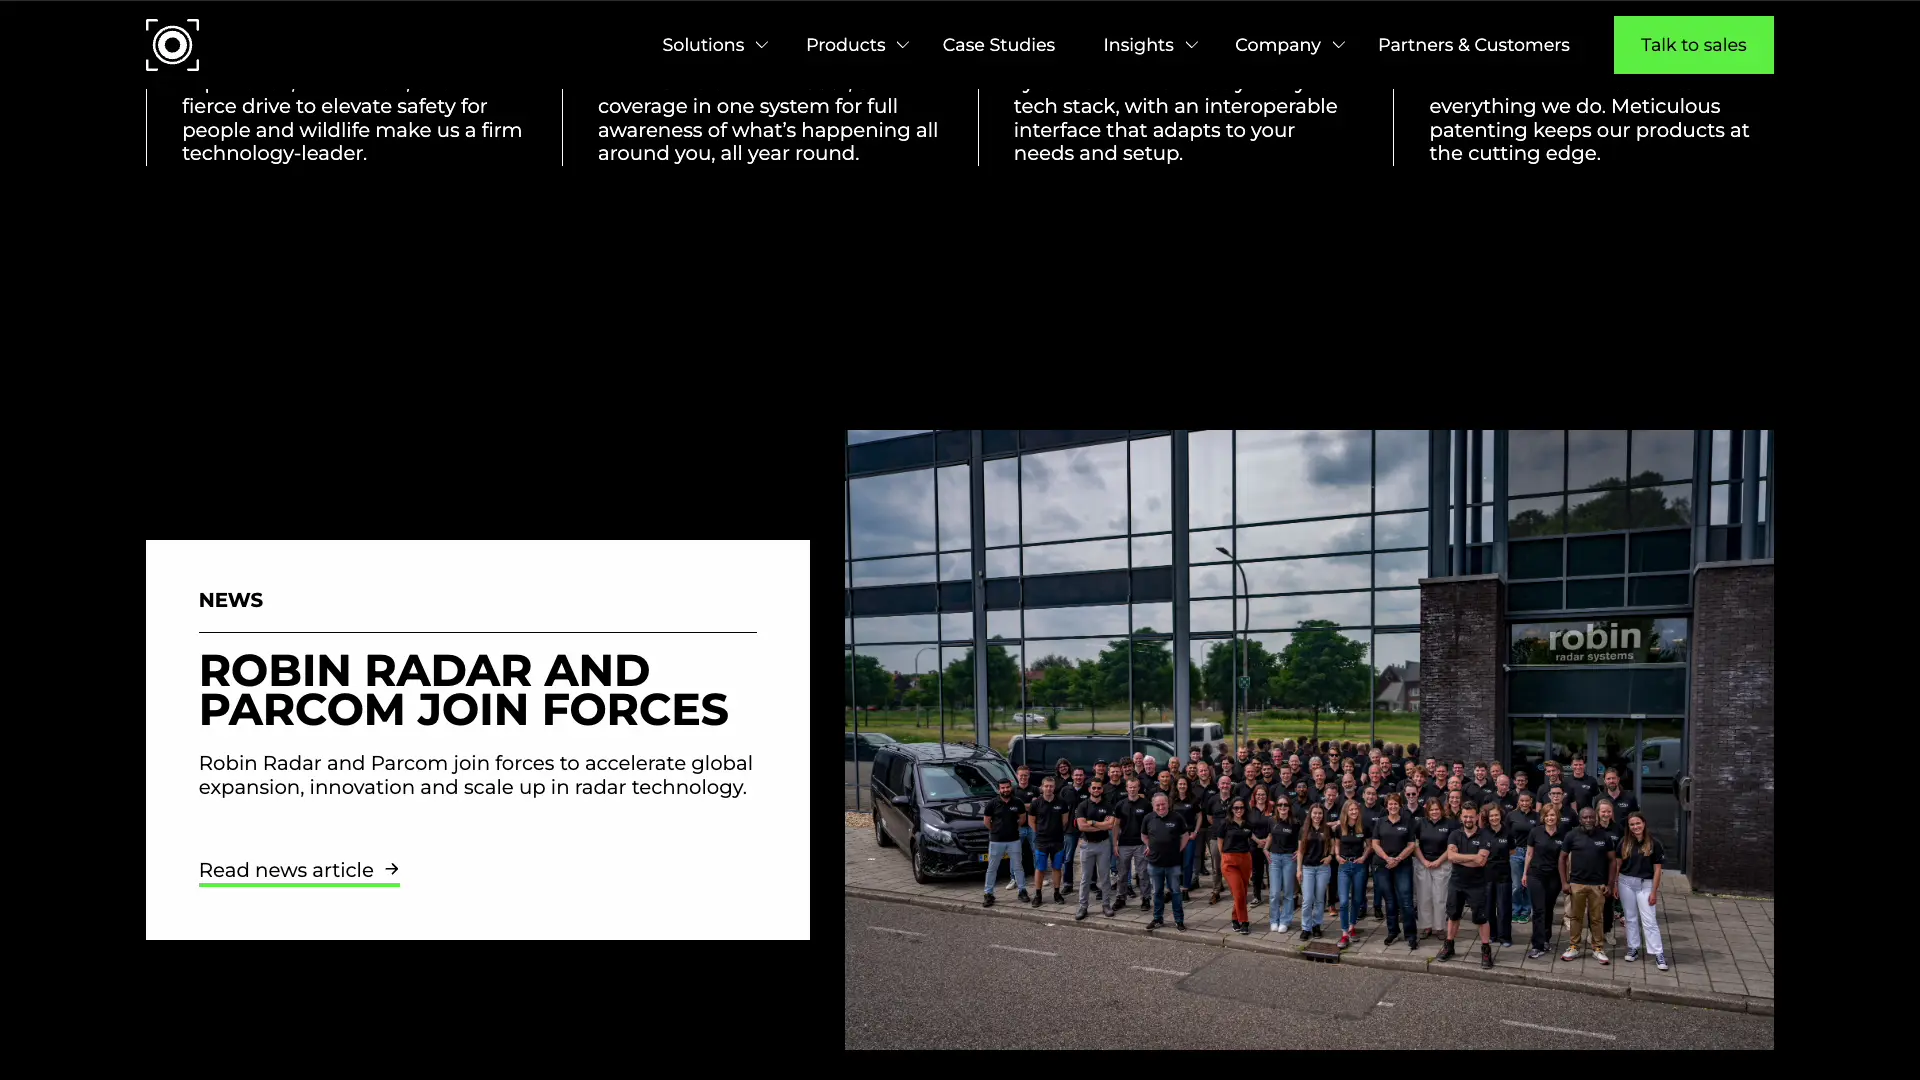 Solutions Products Case Studies Insights Company Partners & Customers Talk to sales
fierce drive to elevate safety for
people and wildlife make us a firm
technology-leader.
coverage in one system for full
awareness of what's happening all
around you, all year round.
tech stack, with an interoperable
interface that adapts to your
needs and setup.
everything we do. Meticulous
patenting keeps our products at
the cutting edge.
NEWS
ROBIN RADAR AND
PARCOM JOIN FORCES
Robin Radar and Parcom join forces to accelerate global
expansion, innovation and scale up in radar technology.
Read news article
robin
radar systems